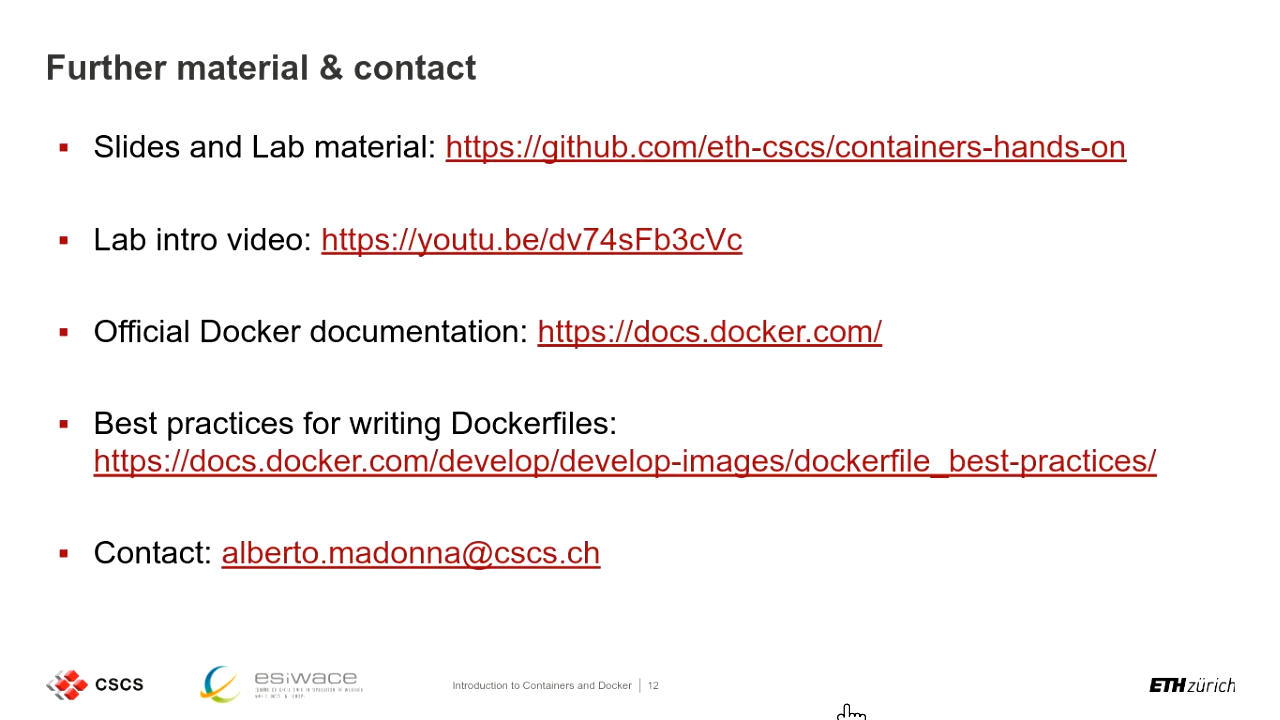 Further material & contact
▪ Slides and Lab material: https://github.com/eth-cscs/containers-hands-on
▪ Lab intro video: https://youtu.be/dv74sFb3cVc
▪ Official Docker documentation: https://docs.docker.com/
▪ Best practices for writing Dockerfiles:
https://docs.docker.com/develop/develop-images/dockerfile_best-practices/
▪ Contact: alberto.madonna@cscs.ch
CSCS
esiwace
Introduction to Containers and Docker | 12
ETH zürich